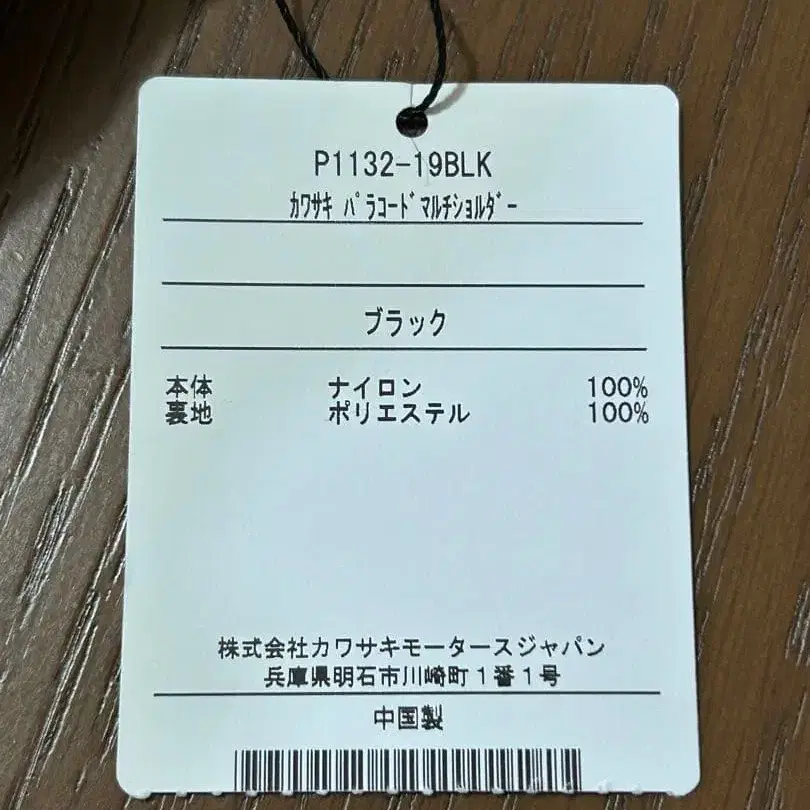 P1132-19BLK
ｶﾜｻｷ ﾊﾟﾗｺｰﾄﾞﾏﾙﾁｼｮﾙﾀﾞｰ
ブラック
本体 ナイロン 100%
裏地 ポリエステル 100%
株式会社カワサキモータースジャパン
兵庫県明石市川崎町１番１号
中国製